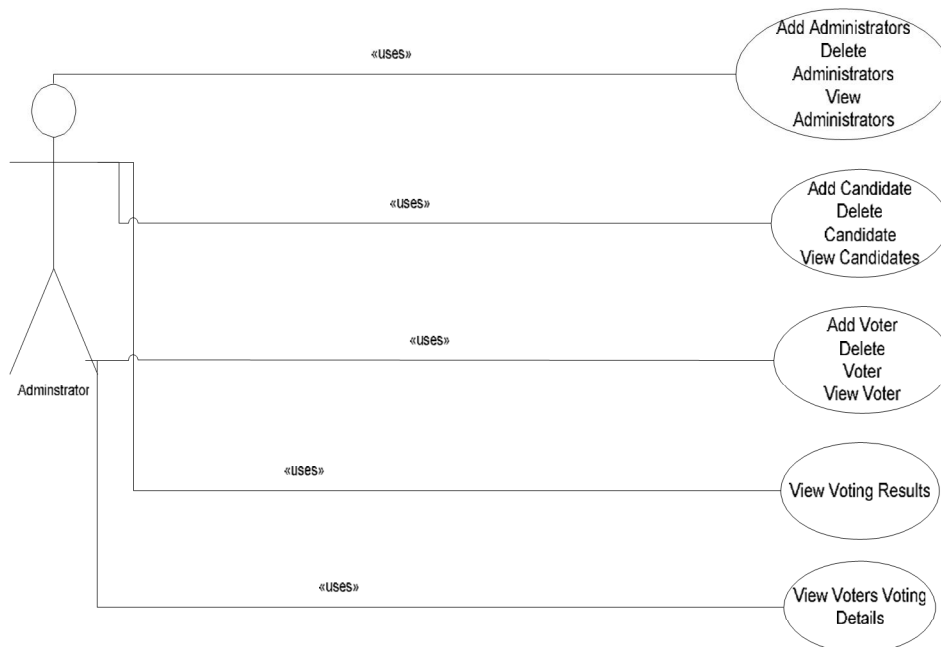 «uses»
Add Administrators
Delete
Administrators
View
Administrators
«uses»
Add Candidate
Delete
Candidate
View Candidates
«uses»
Add Voter
Delete
Voter
View Voter
Adminstrator
«uses»
View Voting Results
«uses»
View Voters Voting
Details